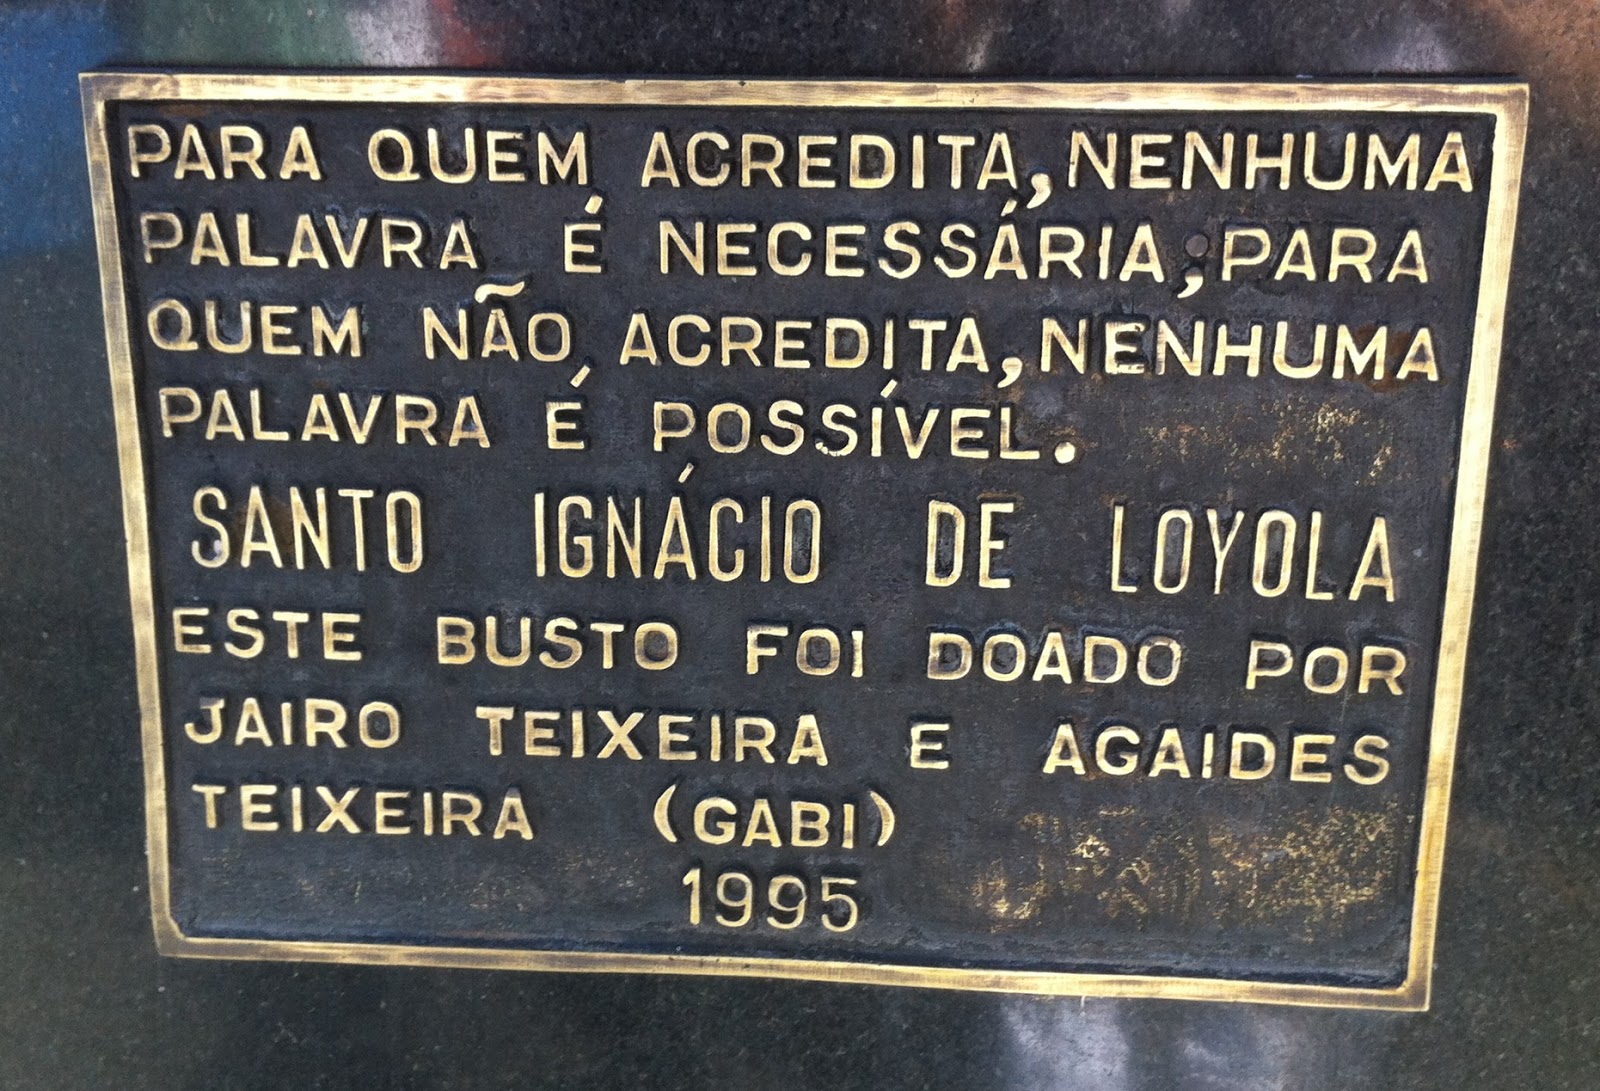 PARA QUEM ACREDITA, NENHUMA
PALAVRA É NECESSÁRIA; PARA
QUEM NÃO ACREDITA, NENHUMA
PALAVRA É POSSÍVEL.
SANTO IGNÁCIO DE LOYOLA
ESTE BUSTO FOI DOADO POR
JAIRO TEIXEIRA E AGAIDES
TEIXEIRA (GABI)
1995